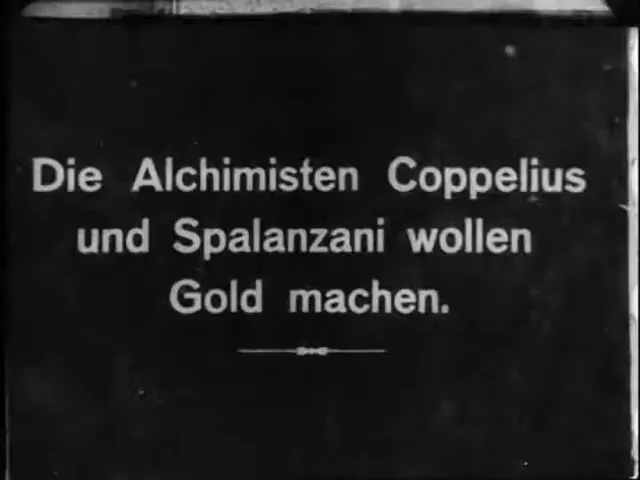 Die Alchimisten Coppelius
und Spalanzani wollen
Gold machen.